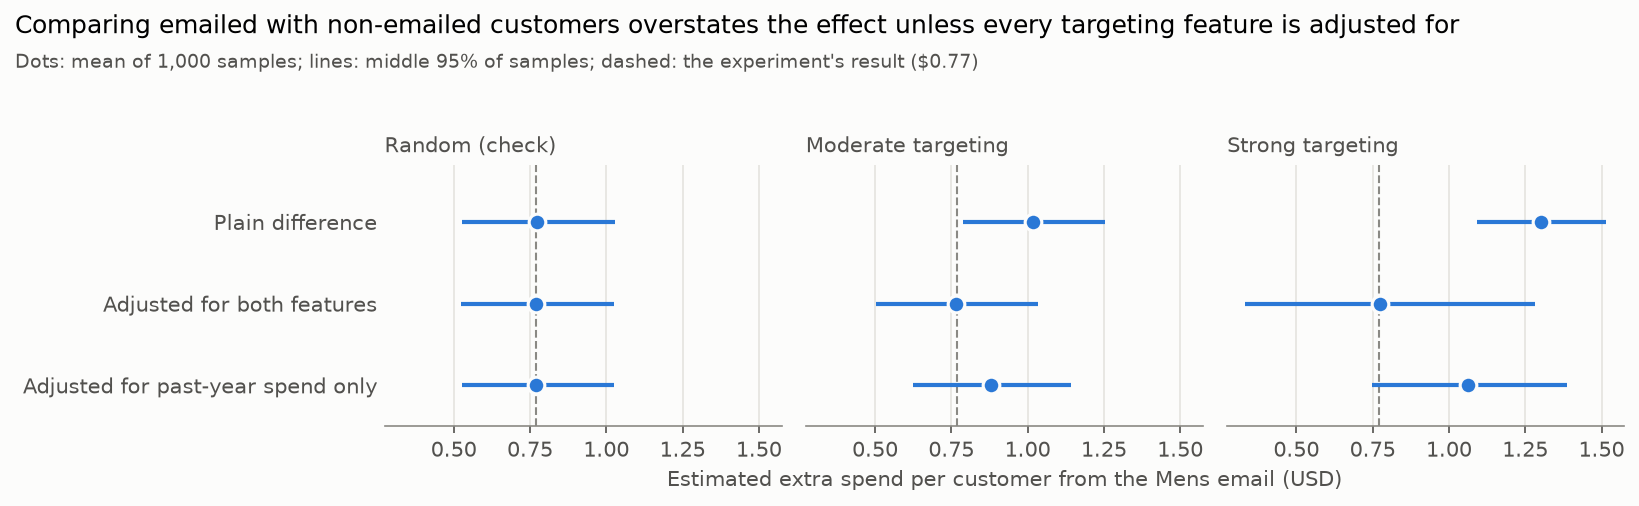 Comparing emailed with non-emailed customers overstates the effect unless every targeting feature is adjusted for
Dots: mean of 1,000 samples; lines: middle 95% of samples; dashed: the experiment's result ($0.77)
Random (check)
Moderate targeting
Strong targeting
Plain difference
Adjusted for both features
Adjusted for past-year spend only
0.50 0.75 1.00 1.25 1.50
0.50 0.75 1.00 1.25 1.50
0.50 0.75 1.00 1.25 1.50
Estimated extra spend per customer from the Mens email (USD)